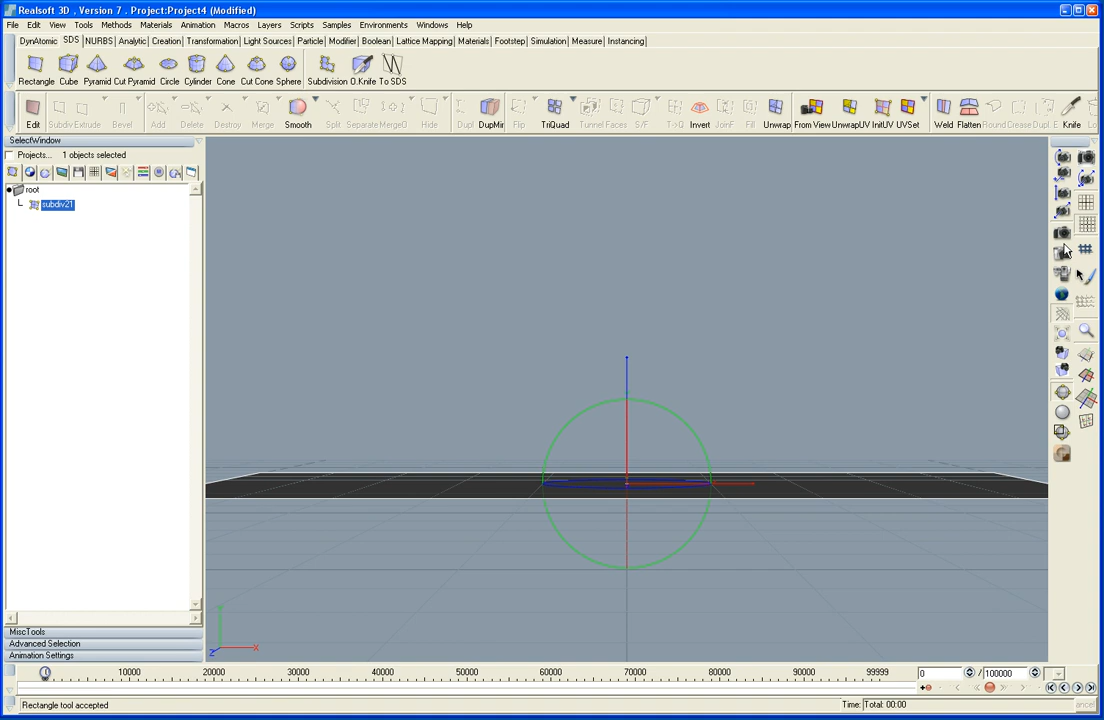 Realsoft 3D , Version 7 . Project:Project4 (Modified)
File Edit View Tools Methods Materials Animation Macros Layers Scripts Samples Environments Windows Help
DynAtomic SDS NURBS Analytic Creation Transformation Light Sources Particle Modifier Boolean Lattice Mapping Materials Footstep Simulation Measure Instancing
Rectangle Cube Pyramid Cut Pyramid Circle Cylinder Cone Cut Cone Sphere Subdivision O.Knife To SDS
Edit Subdiv Extrude Bevel Add Delete Destroy Merge Smooth Split Separate MergeG Hide Dupl DupMir Flip TriQuad Tunnel Faces S/F T->Q Invert JoinF Roll Unwrap From View UnwrapUV InitUV UVSet Weld Flatten Round Crease Dupl. E Knife
SelectWindow
Projects... 1 objects selected
root
subdiv21
Z X
MiscTools
Advanced Selection
Animation Settings
10000 20000 30000 40000 50000 60000 70000 80000 90000 99999 0 / 100000
Rectangle tool accepted Time: Total: 00:00 ancel